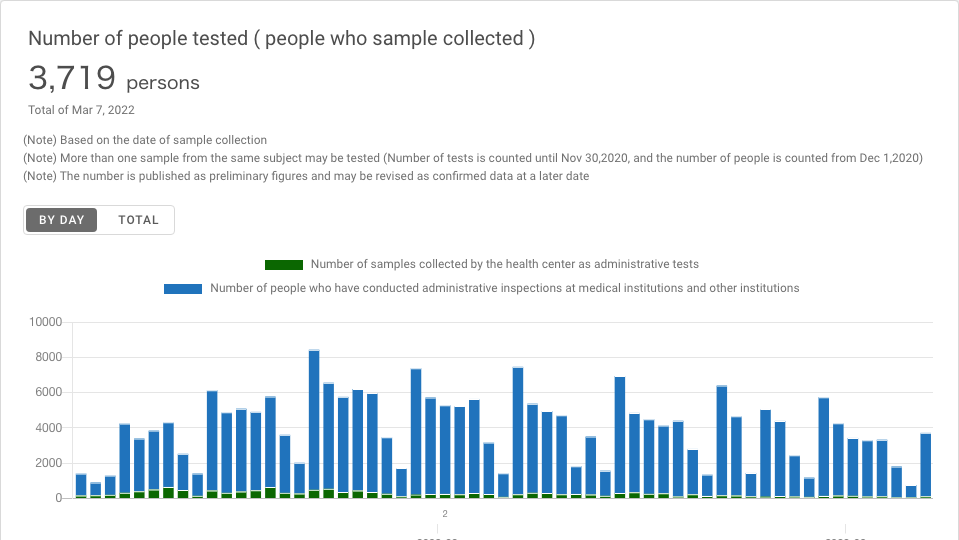 Number of people tested ( people who sample collected )
3,719 persons
Total of Mar 7, 2022
(Note) Based on the date of sample collection
(Note) More than one sample from the same subject may be tested (Number of tests is counted until Nov 30,2020, and the number of people is counted from Dec 1,2020)
(Note) The number is published as preliminary figures and may be revised as confirmed data at a later date
BY DAY TOTAL
Number of samples collected by the health center as administrative tests
Number of people who have conducted administrative inspections at medical institutions and other institutions
10000
8000
6000
4000
2000
0
2